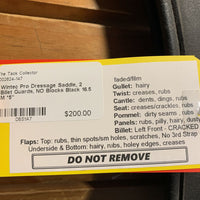 The Tack Collector
Wintec Pro Dressage Saddle, 2
Billet Guards, NO Blocks Black 16.5
M *S*
$200.00
faded/film
Gullet: hairy
Twist: creases, rubs
Cantle: dents, dings, rubs
Seat: creases/crackles, rubs
Pommel: dirty seams, rubs
Panels: rubs, pilly, hairy, dusty
Billet: Left Front - CRACKED
Flaps: Top: rubs, thin spots/sm holes, scratches, No
Underside & Bottom: hairy, rubs, holey edges, creases
DO NOT REMOVE